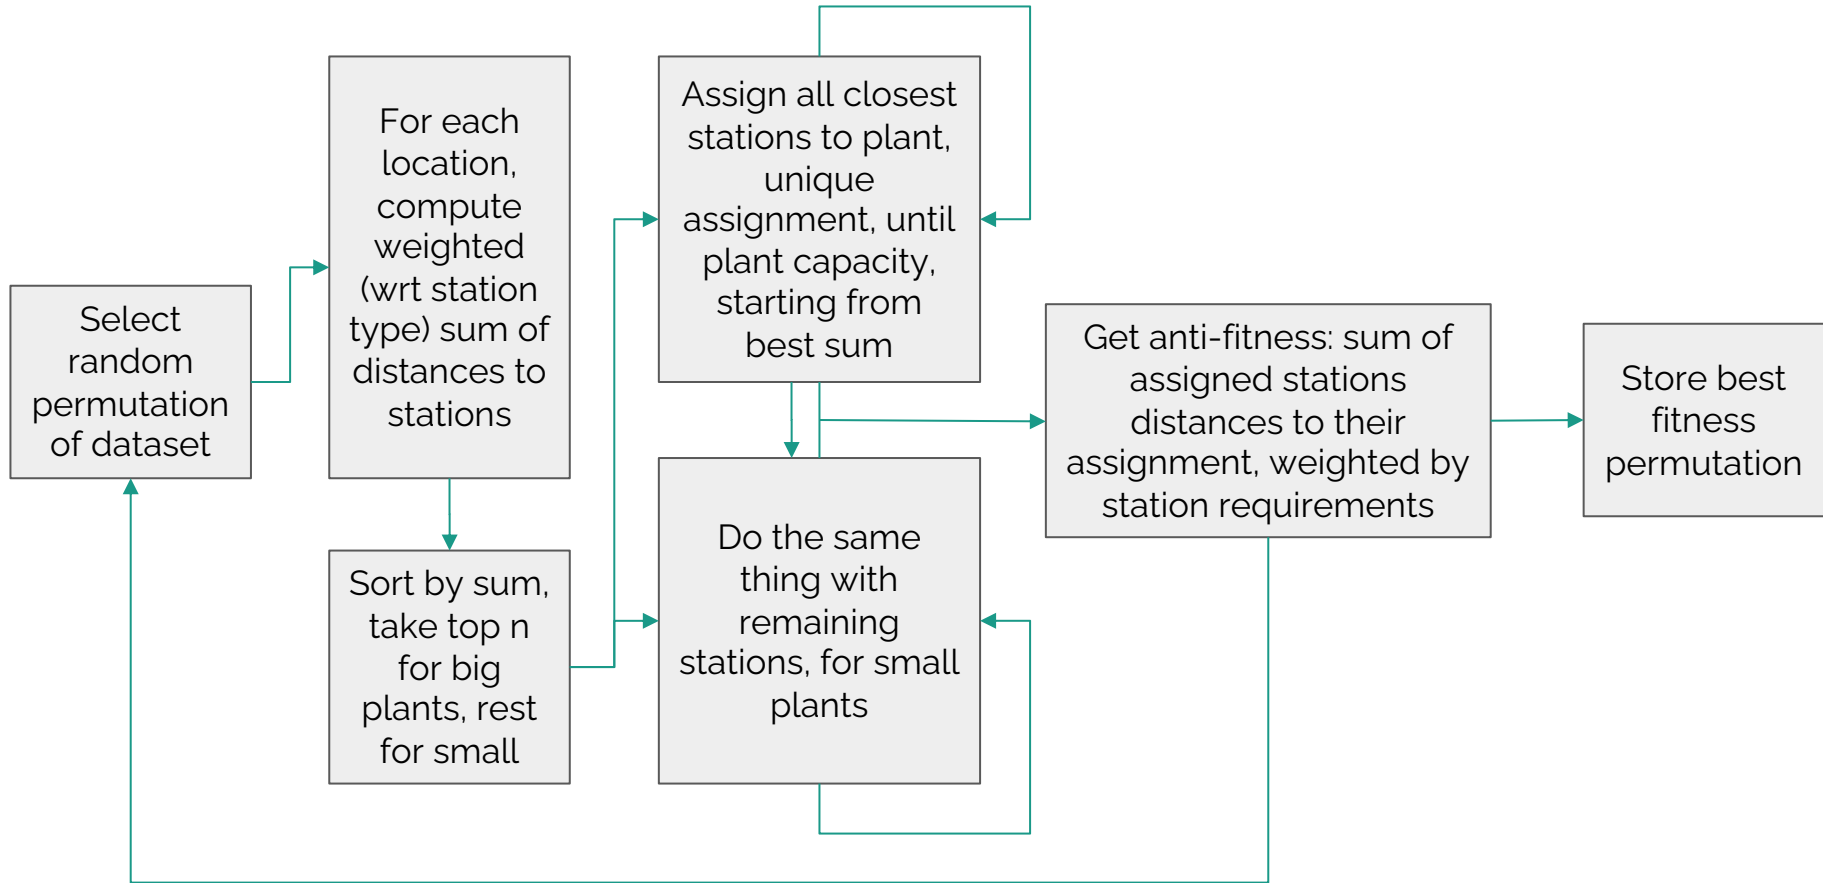 Select
random
permutation
of dataset
For each
location,
compute
weighted
(wrt station
type) sum of
distances to
stations
Sort by sum,
take top n
for big
plants, rest
for small
Assign all closest
stations to plant,
unique
assignment, until
plant capacity,
starting from
best sum
Do the same
thing with
remaining
stations, for small
plants
Get anti-fitness: sum of
assigned stations
distances to their
assignment, weighted by
station requirements
Store best
fitness
permutation